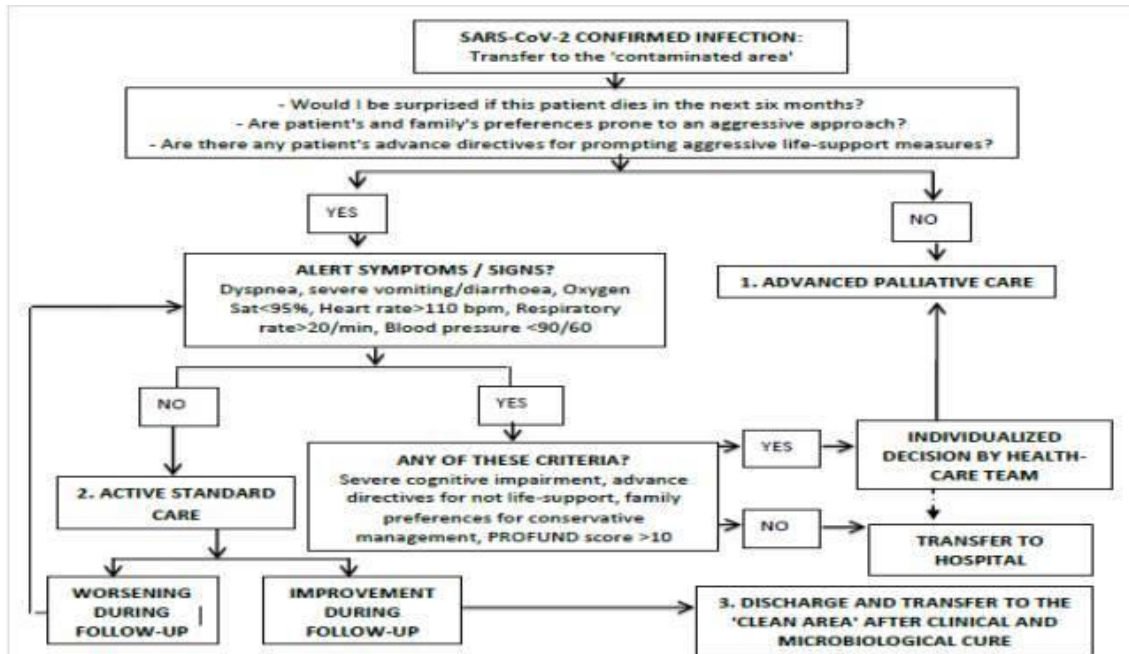 SARS-CoV-2 CONFIRMED INFECTION:
Transfer to the 'contaminated area'
- Would I be surprised if this patient dies in the next six months?
- Are patient's and family's preferences prone to an aggressive approach?
- Are there any patient's advance directives for prompting aggressive life-support measures?
YES
NO
ALERT SYMPTOMS / SIGNS?
Dyspnea, severe vomiting/diarrhoea, Oxygen
Sat<95%, Heart rate>110 bpm, Respiratory
rate>20/min, Blood pressure <90/60
1. ADVANCED PALLIATIVE CARE
NO
YES
ANY OF THESE CRITERIA?
Severe cognitive impairment, advance
directives for not life-support, family
preferences for conservative
management, PROFUND score >10
YES
INDIVIDUALIZED
DECISION BY HEALTH-
CARE TEAM
NO
TRANSFER TO
HOSPITAL
2. ACTIVE STANDARD
CARE
WORSENING
DURING
FOLLOW-UP
IMPROVEMENT
DURING
FOLLOW-UP
3. DISCHARGE AND TRANSFER TO THE
'CLEAN AREA' AFTER CLINICAL AND
MICROBIOLOGICAL CURE